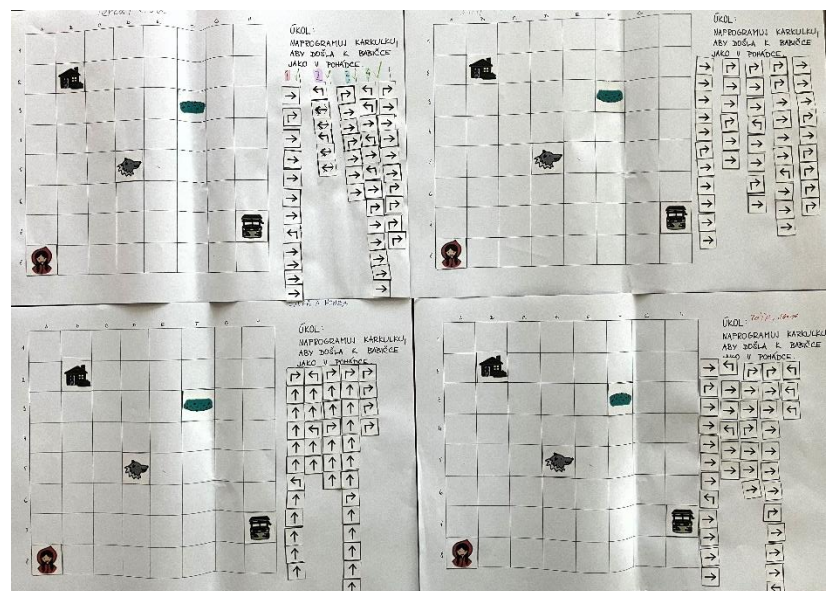 ÚKOL:
NAPROGRAMUJ KARKULKU,
ABY DOŠLA K BABIČCE
JAKO V POHÁDCE
ÚKOL:
NAPROGRAMUJ KARKULKU,
ABY DOŠLA K BABIČCE
JAKO V POHÁDCE
ÚKOL:
NAPROGRAMUJ KARKULKU,
ABY DOŠLA K BABIČCE
JAKO V POHÁDCE
ÚKOL:
NAPROGRAMUJ KARKULKU,
ABY DOŠLA K BABIČCE
JAKO V POHÁDCE